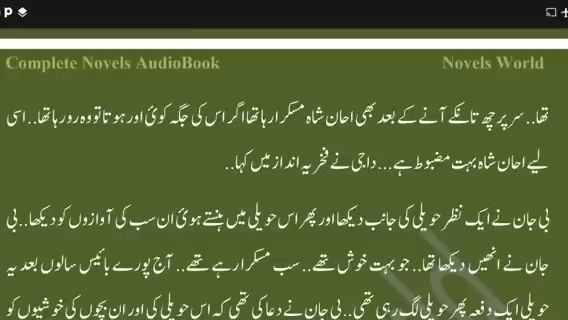 Complete Novels AudioBook Novels World
تھا.. سر پر چھ ٹانکے آنے کے بعد بھی احان شاہ مسکرا رہا تھا اگر اس کی جگہ کوئ اور ہوتا تو وہ رو رہا تھا.. اسی
لیے احان شاہ بہت مضبوط ہے... داجی نے فخریہ انداز میں کہا..
بی جان نے ایک نظر حویلی کی جانب دیکھا اور پھر اس حویلی میں ہنستے ہوئ ان سب کی آوازوں کو دیکھا.. بی
جان نے انھیں دیکھا تھا.. جو بہت خوش تھے.. سب مسکرا رہے تھے.. آج پورے بائیس سالوں بعد یہ
حویلی ایک دفعہ پھر حویلی لگ رہی تھی.. بی جان نے دعا کی تھی کہ اس حویلی کی اور ان بچوں کی خوشیوں کو